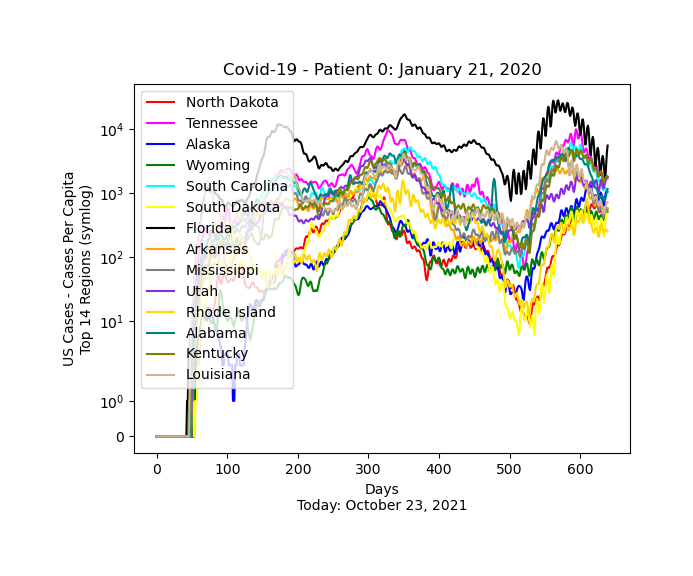 Covid-19 - Patient 0: January 21, 2020
US Cases - Cases Per Capita
Top 14 Regions (symlog)
10^4
10^3
10^2
10^1
10^0
0
North Dakota
Tennessee
Alaska
Wyoming
South Carolina
South Dakota
Florida
Arkansas
Mississippi
Utah
Rhode Island
Alabama
Kentucky
Louisiana
0 100 200 300 400 500 600
Days
Today: October 23, 2021